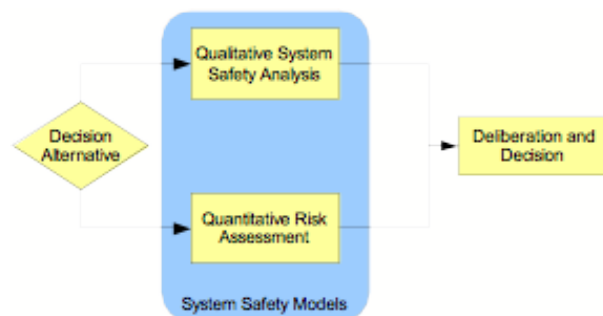 Qualitative System
Safety Analysis
Decision
Alternative
Deliberation and
Decision
Quantitative Risk
Assessment
System Safety Models